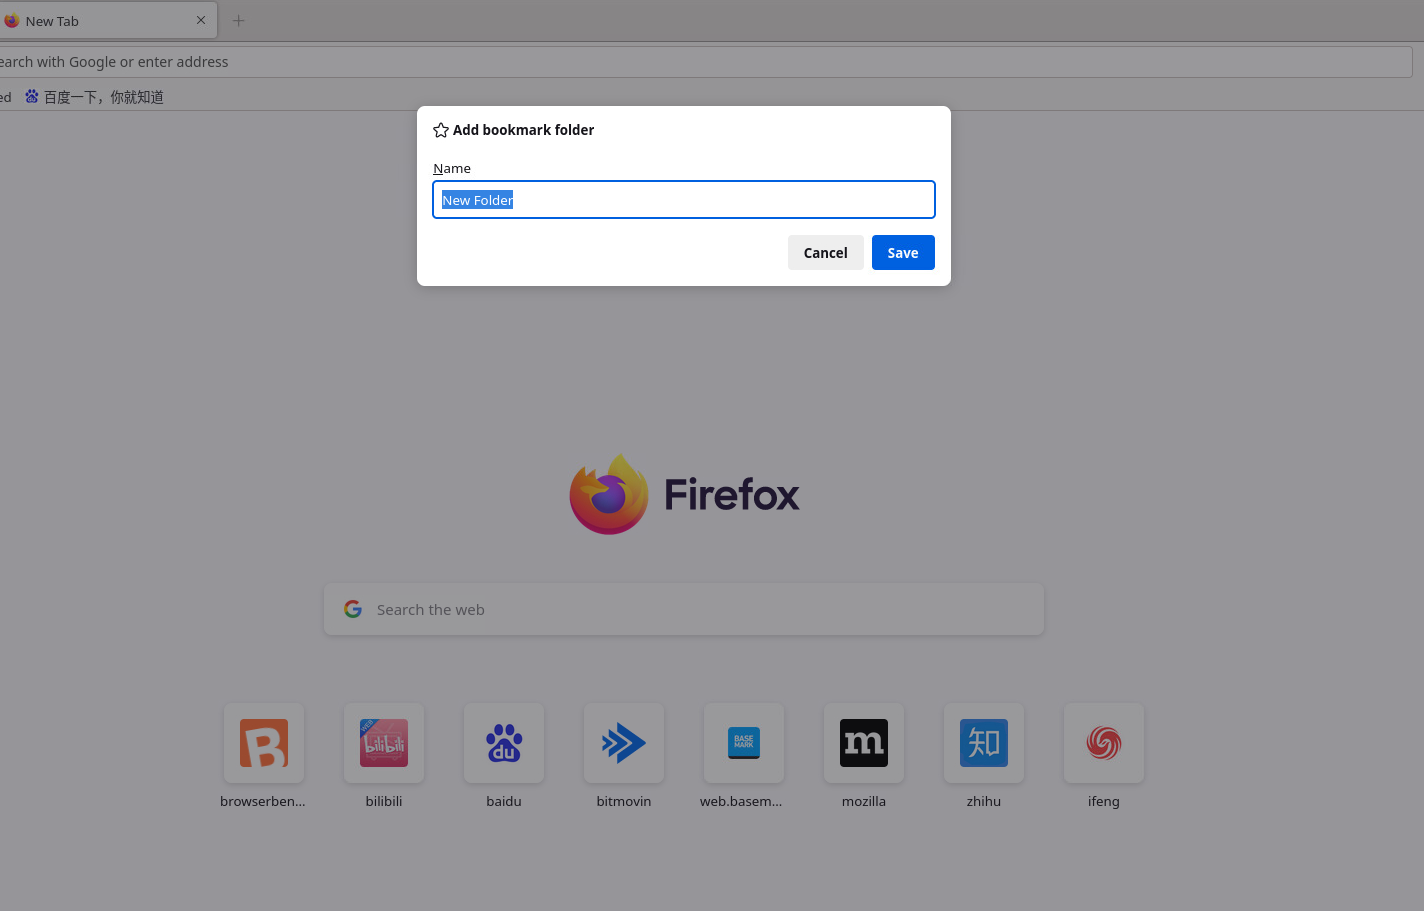 New Tab
earch with Google or enter address
ed
百度一下，你就知道
Add bookmark folder
Name
New Folder
Cancel
Save
Firefox
Search the web
WEB
bilibili
du
BASE
MARK
m
知
browserben...
bilibili
baidu
bitmovin
web.basem...
mozilla
zhihu
ifeng